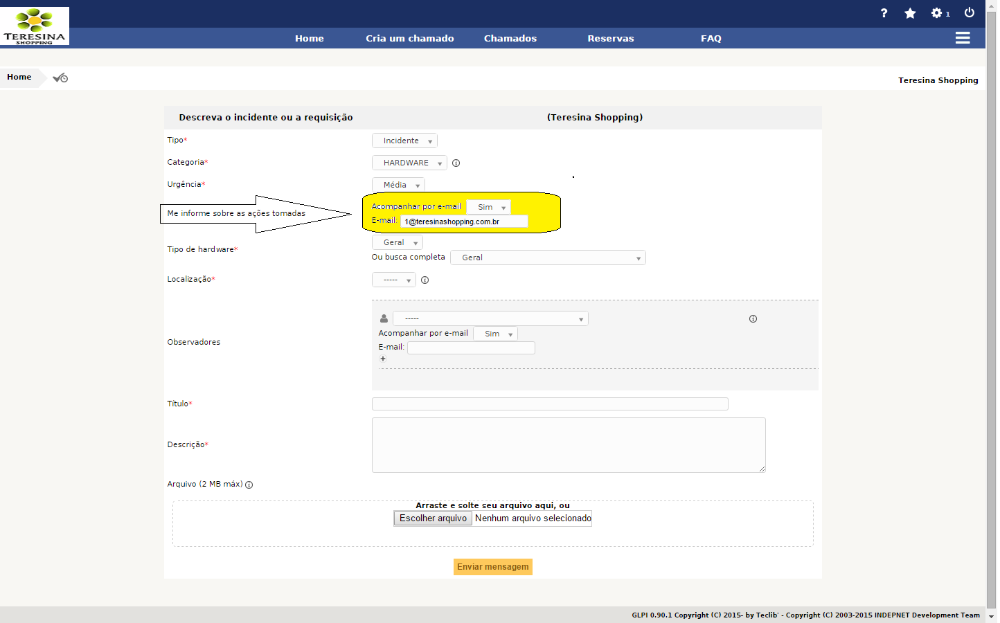 TERESINA
SHOPPING
? 1
Home Cria um chamado Chamados Reservas FAQ
Home
Teresina Shopping
Descreva o incidente ou a requisição (Teresina Shopping)
Tipo* Incidente
Categoria* HARDWARE
Urgência* Média
Me informe sobre as ações tomadas
Acompanhar por e-mail Sim
E-mail: 1@teresinashopping.com.br
Tipo de hardware* Geral
Ou busca completa Geral
Localização* -----
Observadores
-----
Acompanhar por e-mail Sim
E-mail:
+
Título*
Descrição*
Arquivo (2 MB máx)
Arraste e solte seu arquivo aqui, ou
Escolher arquivo Nenhum arquivo selecionado
Enviar mensagem
GLPI 0.90.1 Copyright (C) 2015- by Teclib' - Copyright (C) 2003-2015 INDEPNET Development Team